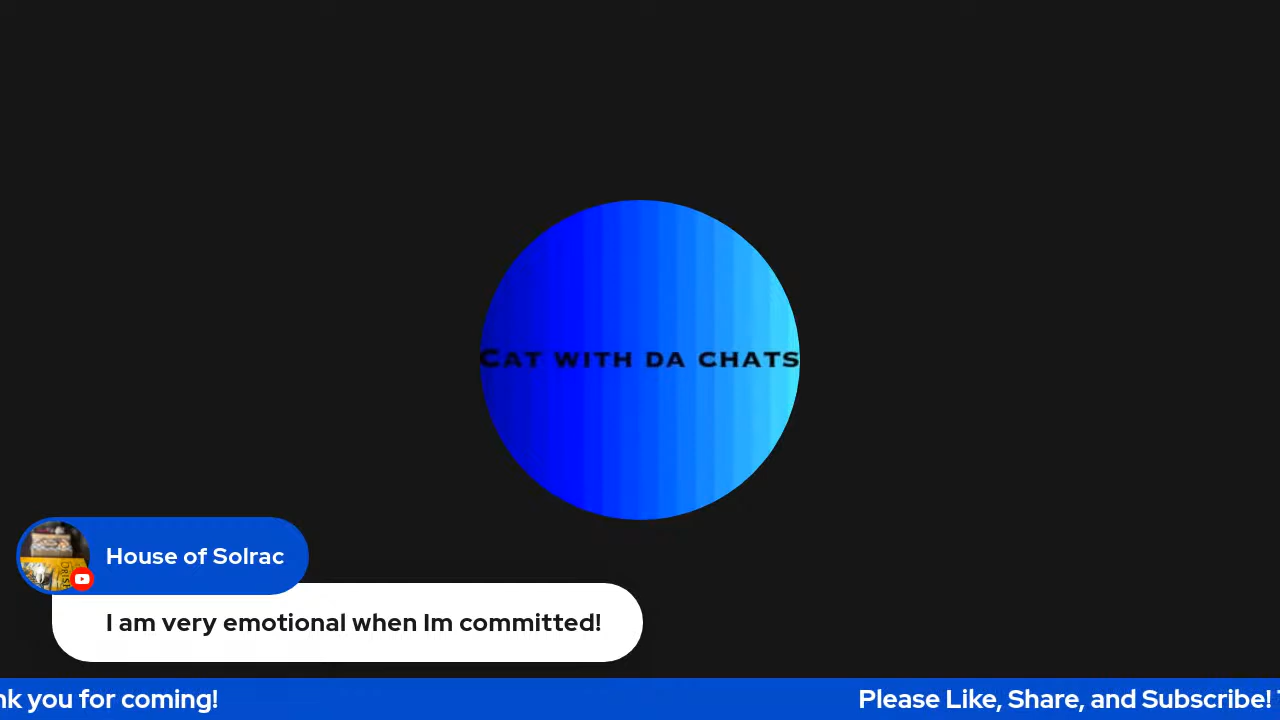 Cat with da chats
House of Solrac
I am very emotional when Im committed!
nk you for coming!
Please Like, Share, and Subscribe!